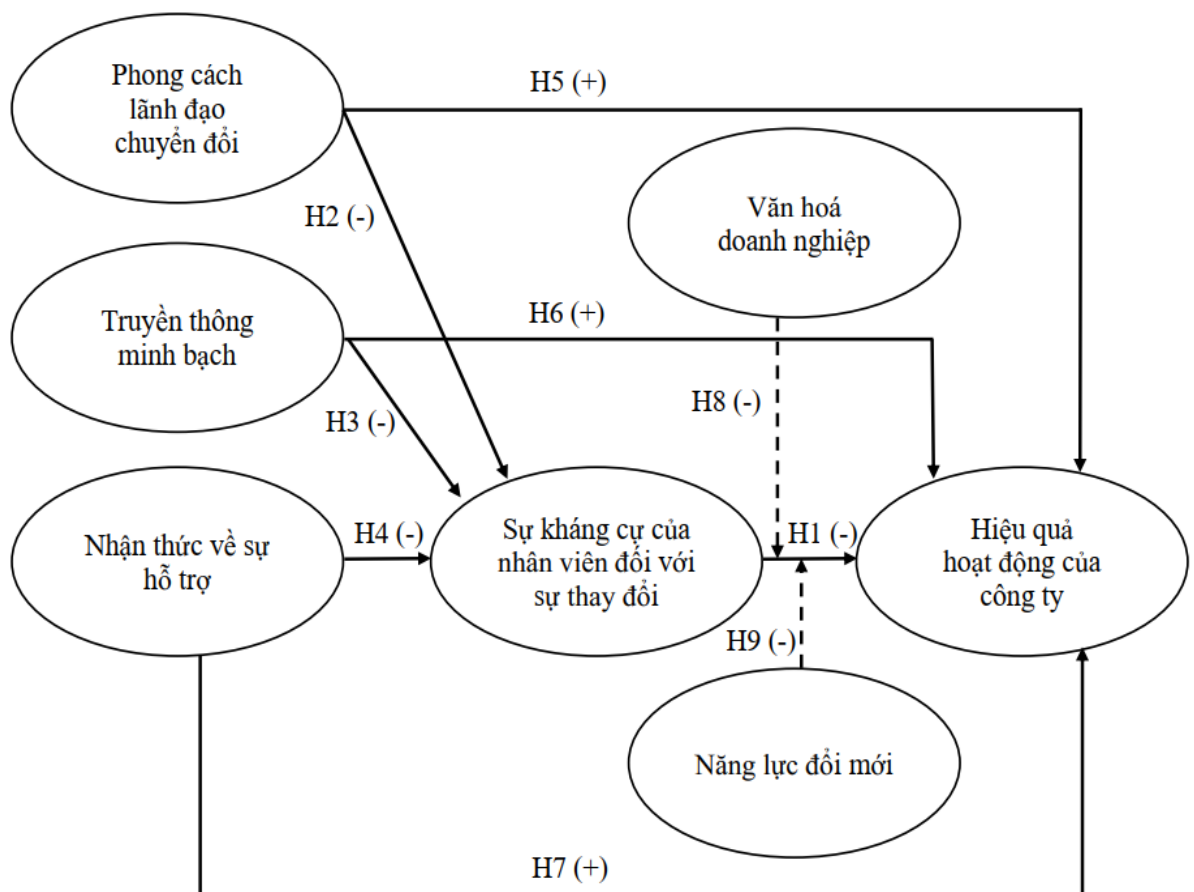 Phong cách
lãnh đạo
chuyển đổi
H5 (+)
H2 (-)
Văn hoá
doanh nghiệp
Truyền thông
minh bạch
H6 (+)
H3 (-)
H8 (-)
Nhận thức về sự
hỗ trợ
H4 (-)
Sự kháng cự của
nhân viên đối với
sự thay đổi
H1 (-)
Hiệu quả
hoạt động của
công ty
H9 (-)
Năng lực đổi mới
H7 (+)